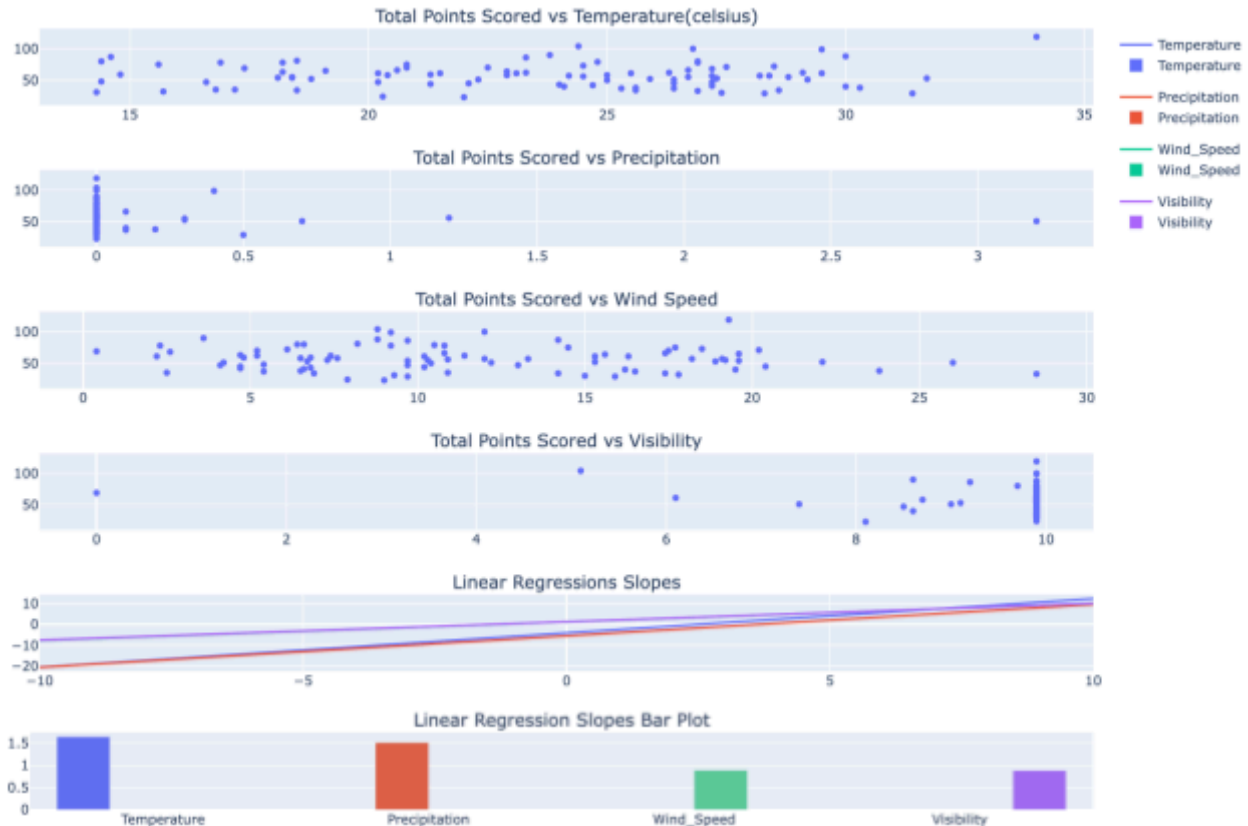 Total Points Scored vs Temperature(celsius)
100
50
15 20 25 30 35
Temperature
Temperature
Precipitation
Precipitation
Wind_Speed
Wind_Speed
Visibility
Visibility
Total Points Scored vs Precipitation
100
50
0 0.5 1 1.5 2 2.5 3
Total Points Scored vs Wind Speed
100
50
0 5 10 15 20 25 30
Total Points Scored vs Visibility
100
50
0 2 4 6 8 10
Linear Regressions Slopes
10
0
−10
−20
−10 −5 0 5 10
Linear Regression Slopes Bar Plot
1.5
1
0.5
0
Temperature Precipitation Wind_Speed Visibility